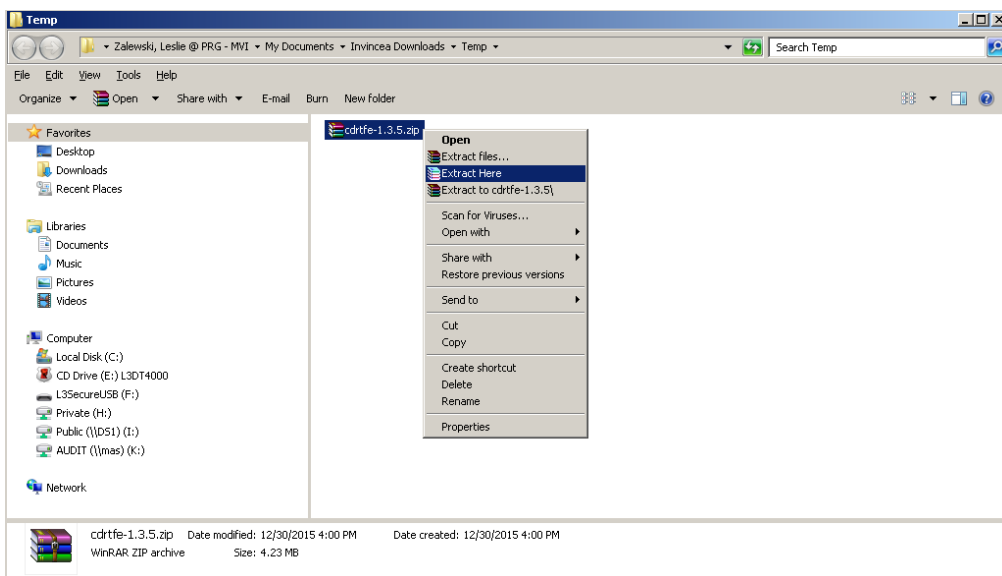 Temp
Zalewski, Leslie @ PRG - MVI ▸ My Documents ▸ Invincea Downloads ▸ Temp
Search Temp
File Edit View Tools Help
Organize Open Share with E-mail Burn New folder
Favorites
Desktop
Downloads
Recent Places
Libraries
Documents
Music
Pictures
Videos
Computer
Local Disk (C:)
CD Drive (E:) L3DT4000
L3SecureUSB (F:)
Private (H:)
Public (\\DS1) (I:)
AUDIT (\\mas) (K:)
Network
cdrtfe-1.3.5.zip
Open
Extract files...
Extract Here
Extract to cdrtfe-1.3.5\
Scan for Viruses...
Open with
Share with
Restore previous versions
Send to
Cut
Copy
Create shortcut
Delete
Rename
Properties
cdrtfe-1.3.5.zip Date modified: 12/30/2015 4:00 PM Date created: 12/30/2015 4:00 PM
WinRAR ZIP archive Size: 4.23 MB